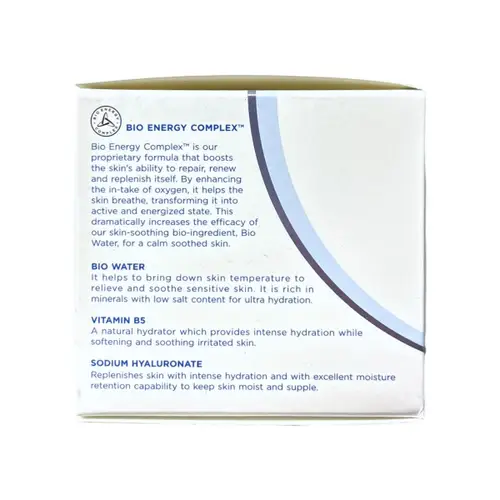 BIO ENERGY COMPLEX
BIO ENERGY COMPLEX™
Bio Energy Complex™ is our
proprietary formula that boosts
the skin's ability to repair, renew
and replenish itself. By enhancing
the in-take of oxygen, it helps the
skin breathe, transforming it into
active and energized state. This
dramatically increases the efficacy of
our skin-soothing bio-ingredient, Bio
Water, for a calm soothed skin.
BIO WATER
It helps to bring down skin temperature to
relieve and soothe sensitive skin. It is rich in
minerals with low salt content for ultra hydration.
VITAMIN B5
A natural hydrator which provides intense hydration while
softening and soothing irritated skin.
SODIUM HYALURONATE
Replenishes skin with intense hydration and with excellent moisture
retention capability to keep skin moist and supple.